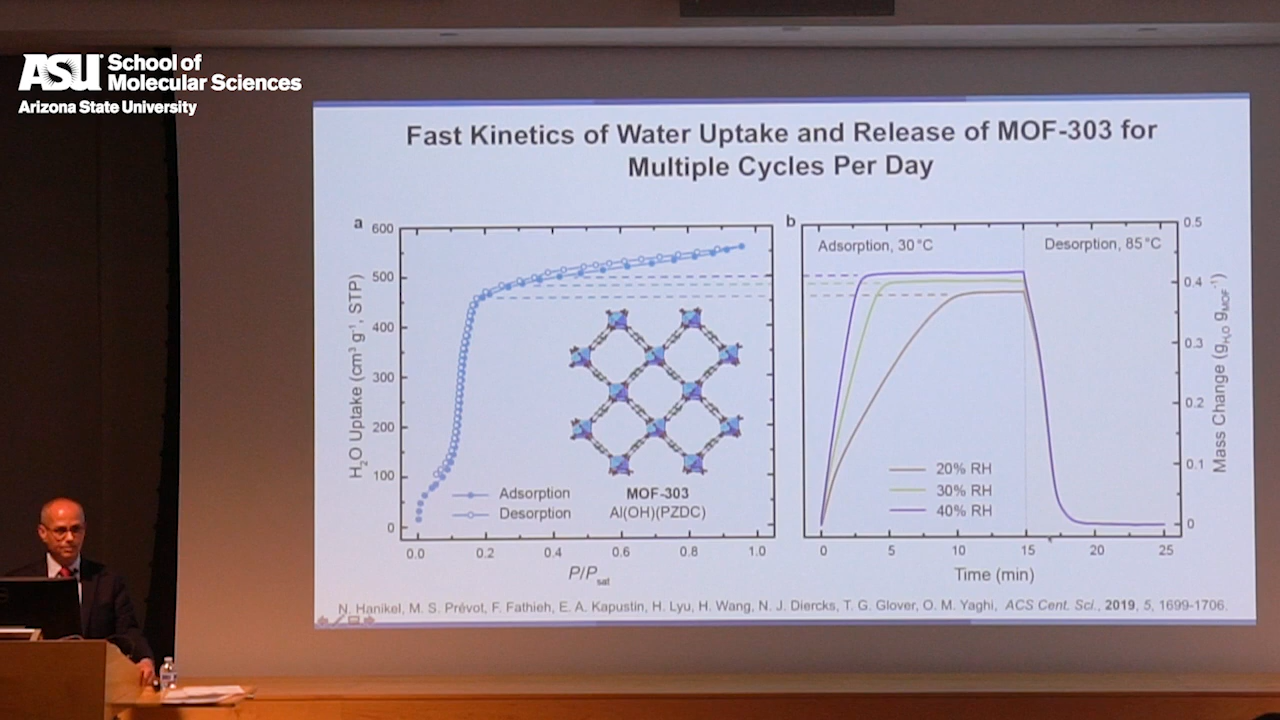 ASU School of
Molecular Sciences
Arizona State University
Fast Kinetics of Water Uptake and Release of MOF-303 for
Multiple Cycles Per Day
a
600
500
400
300
200
100
0
H₂O Uptake (cm³ g⁻¹, STP)
0.0 0.2 0.4 0.6 0.8 1.0
P/Psat
Adsorption
Desorption
MOF-303
Al(OH)(PZDC)
b
Adsorption, 30 °C
Desorption, 85 °C
20% RH
30% RH
40% RH
0.5
0.4
0.3
0.2
0.1
0
Mass Change (g H₂O g MOF⁻¹)
0 5 10 15 20 25
Time (min)
N. Hanikel, M. S. Prévot, F. Fathieh, E. A. Kapustin, H. Lyu, H. Wang, N. J. Diercks, T. G. Glover, O. M. Yaghi, ACS Cent. Sci., 2019, 5, 1699-1706.